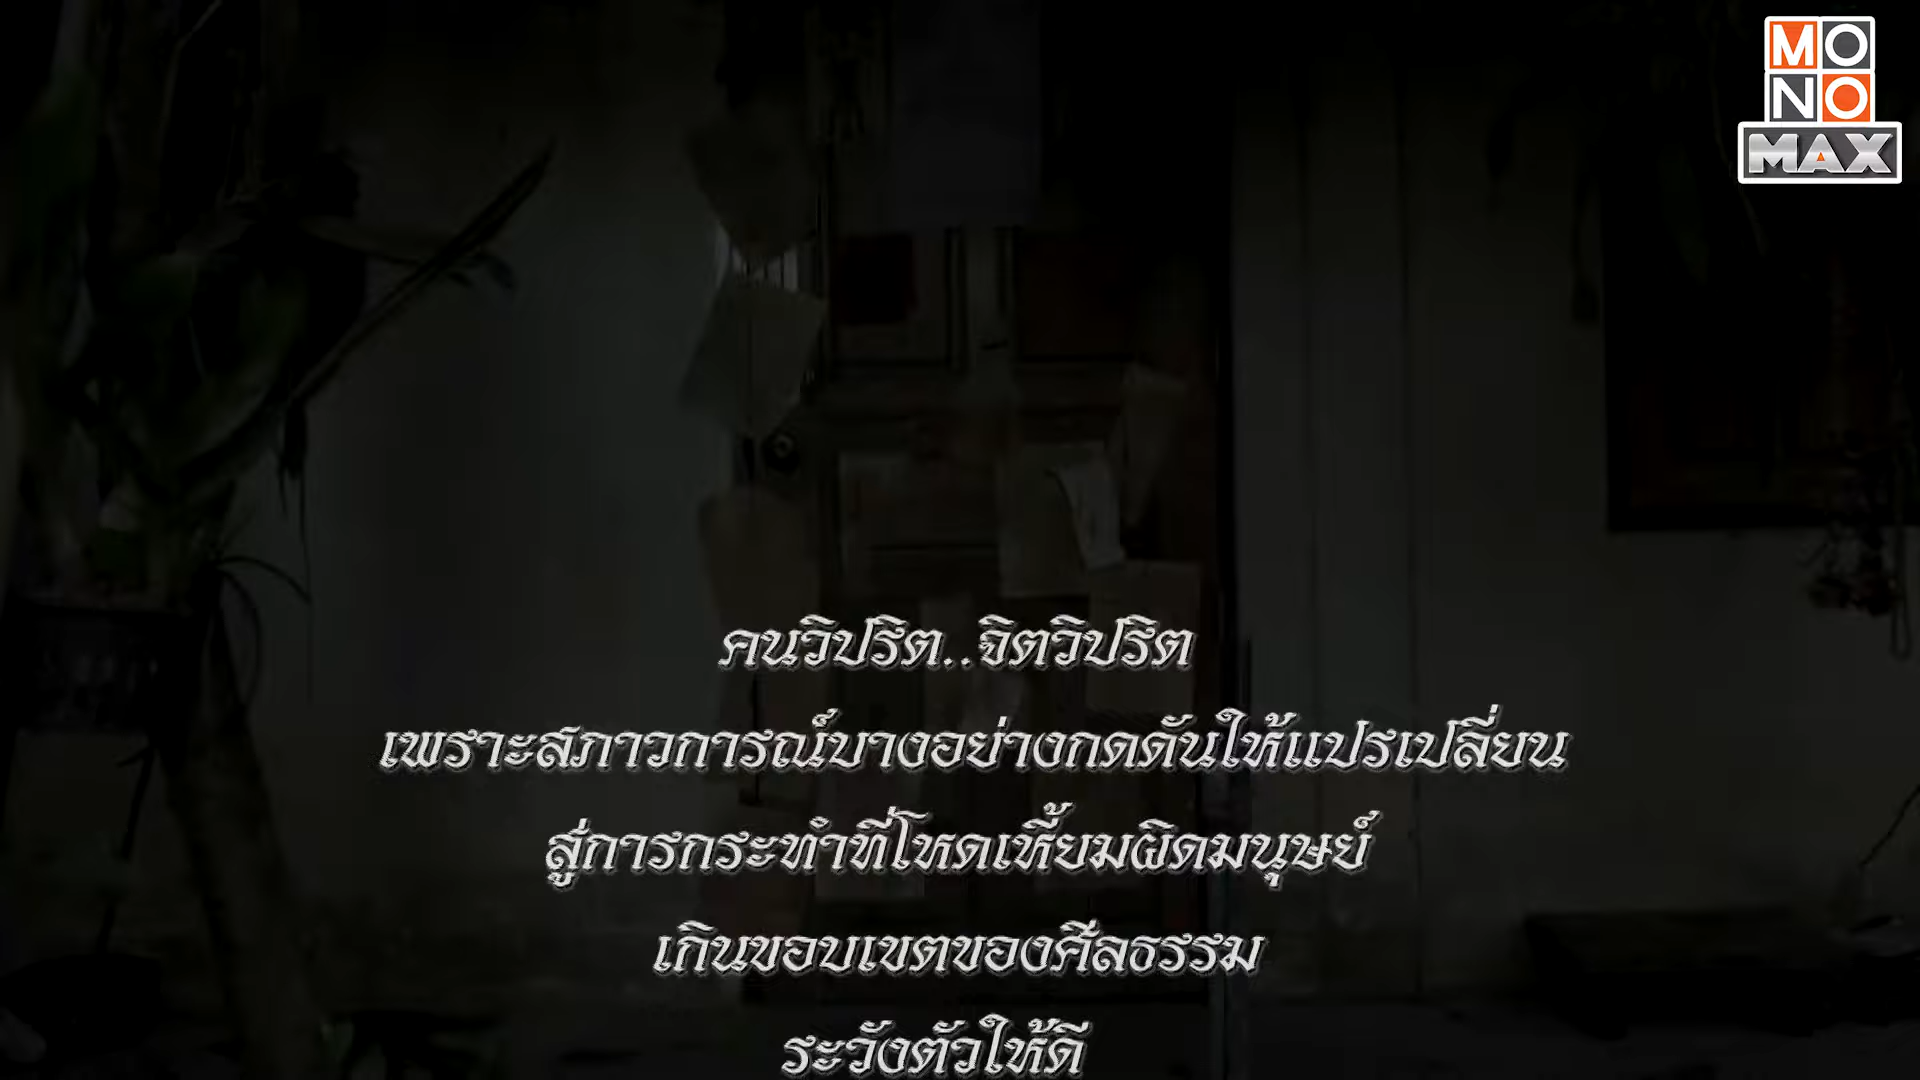 MONO
MAX
คนวิปริต..จิตวิปริต
เพราะสภาวการณ์บางอย่างกดดันให้แปรเปลี่ยน
สู่การกระทำที่โหดเหี้ยมผิดมนุษย์
เกินขอบเขตของศีลธรรม
ระวังตัวให้ดี